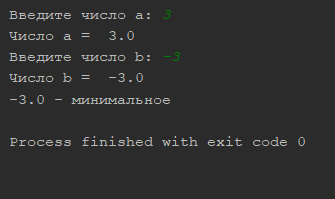 Введите число a: 3
Число a =  3.0
Введите число b: -3
Число b =  -3.0
-3.0 - минимальное
Process finished with exit code 0